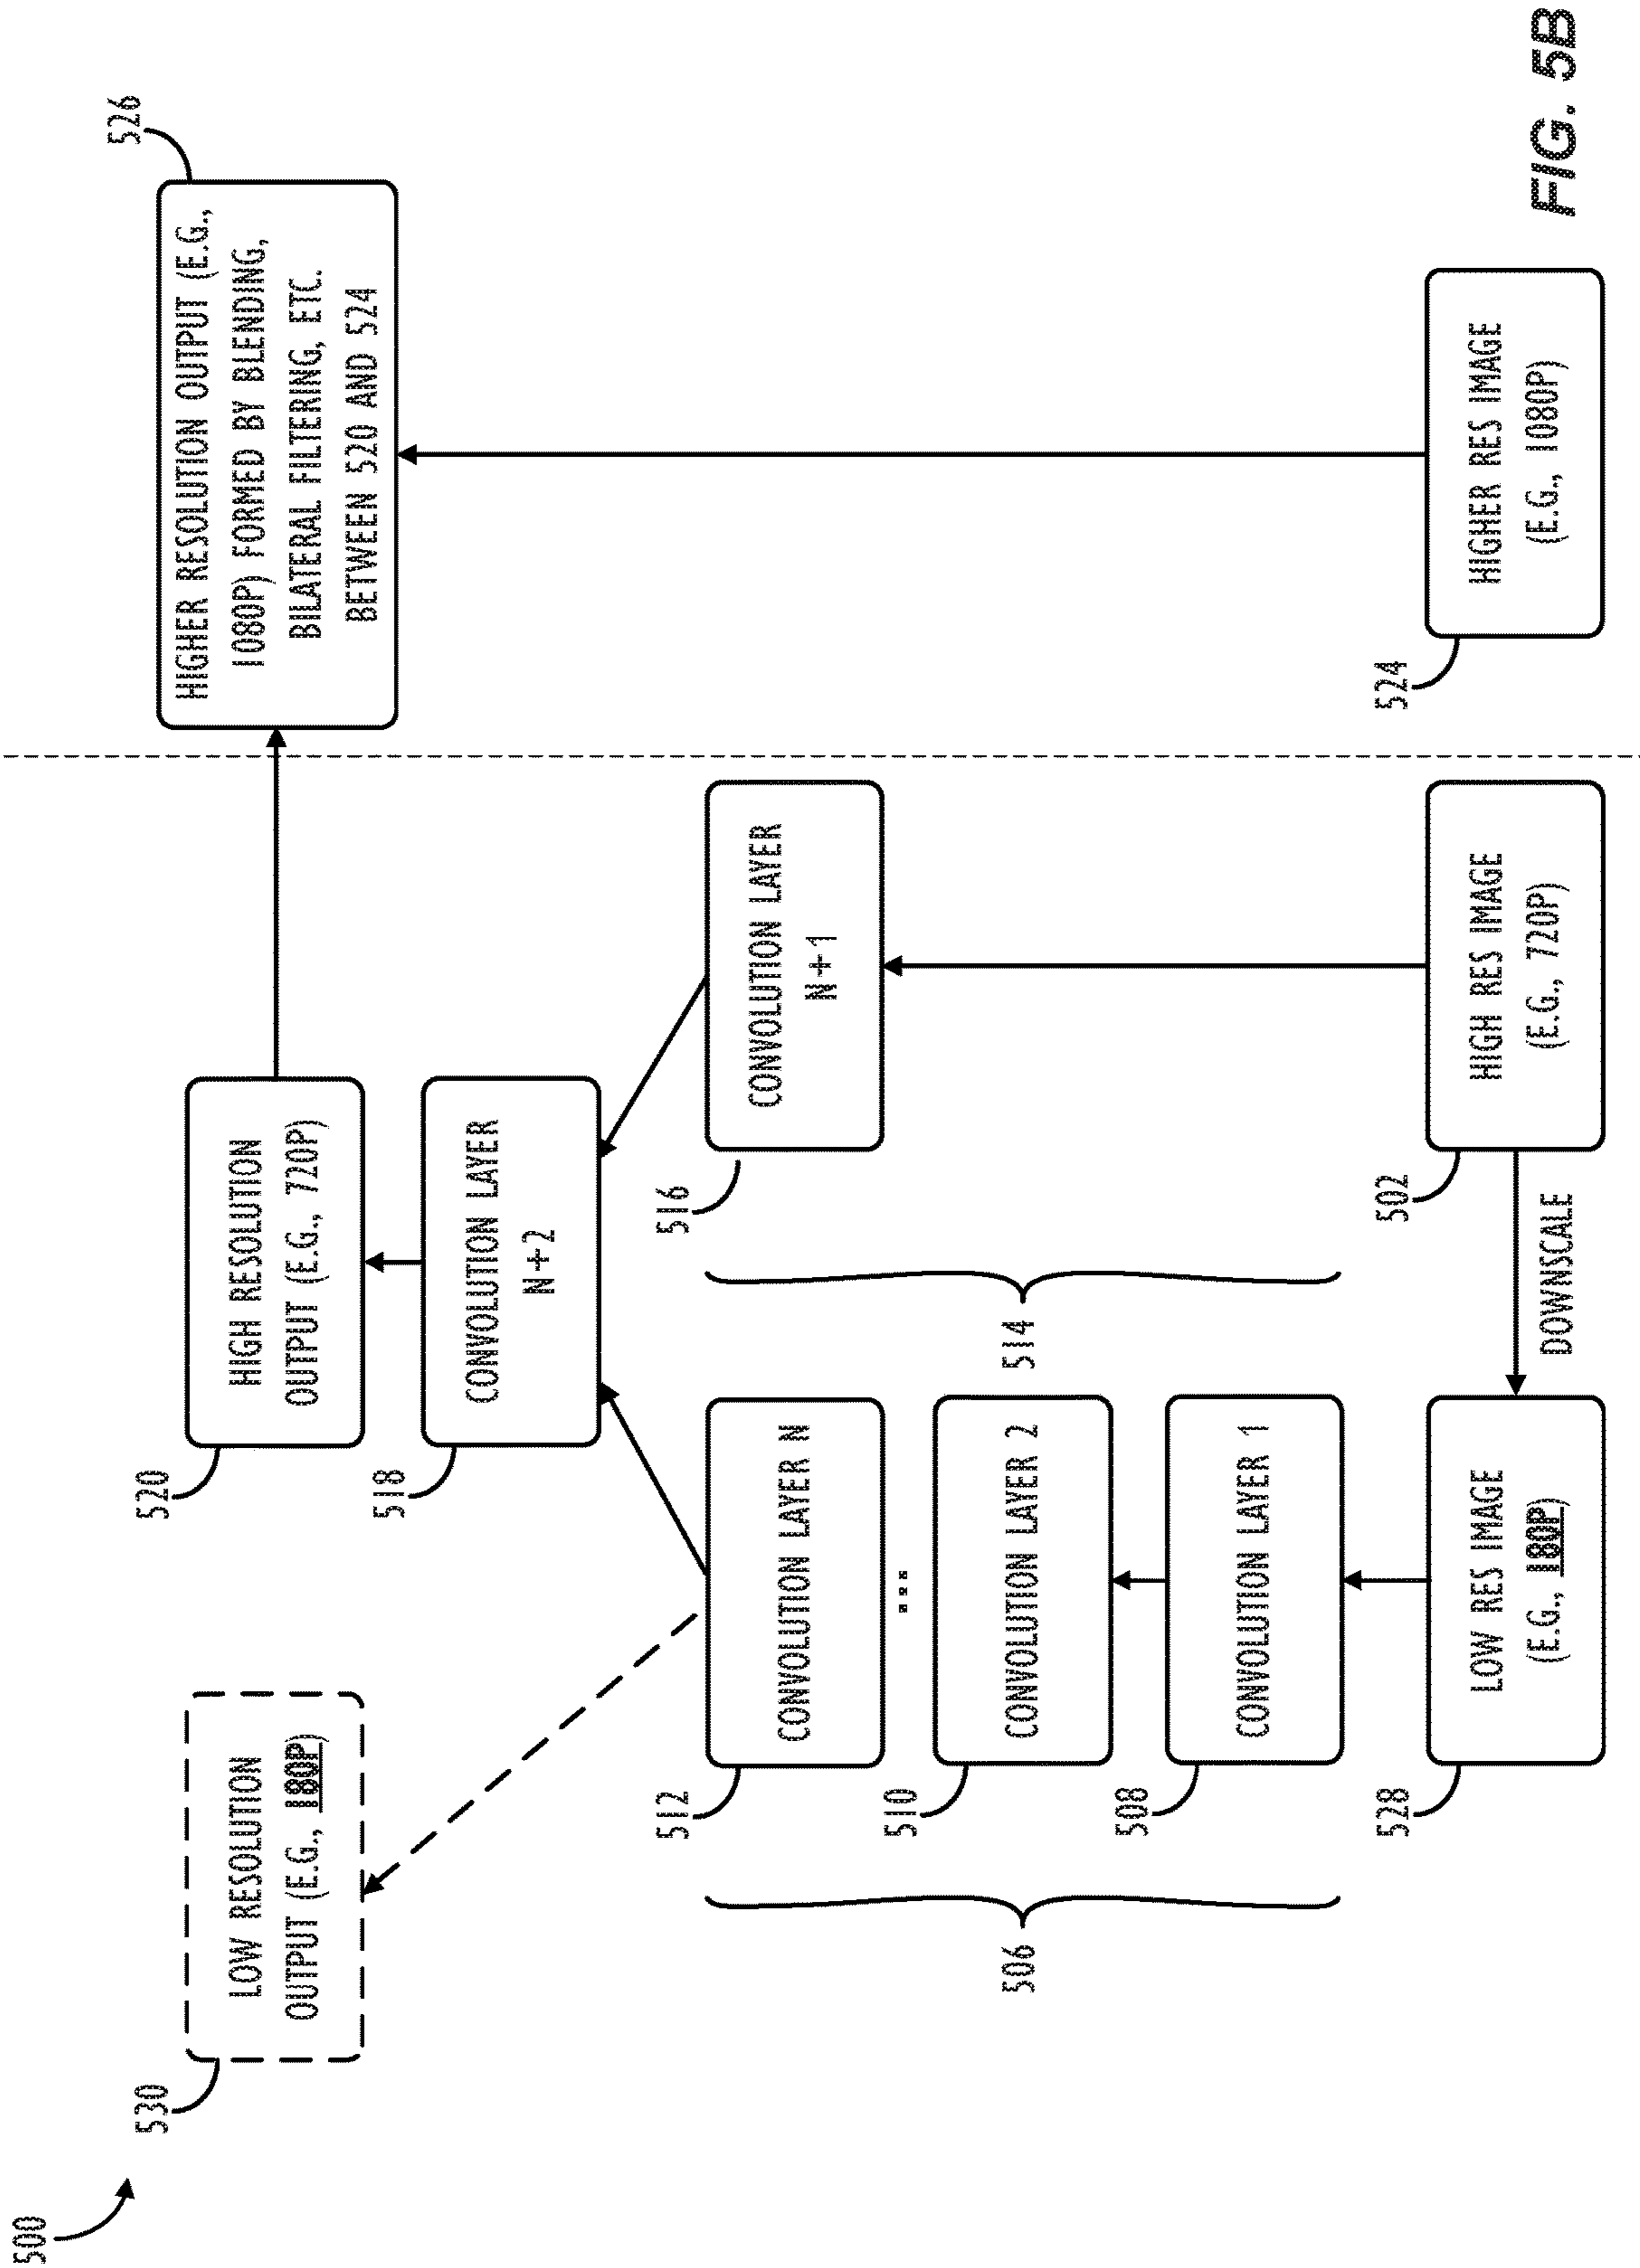 500
530
LOW RESOLUTION
OUTPUT (E.G., 180P)
520
HIGH RESOLUTION
OUTPUT (E.G., 720P)
526
HIGHER RESOLUTION OUTPUT (E.G.,
1080P) FORMED BY BLENDING,
BILATERAL FILTERING, ETC.
BETWEEN 520 AND 524
518
CONVOLUTION LAYER
N+2
512
CONVOLUTION LAYER N
516
CONVOLUTION LAYER
N+1
...
510
CONVOLUTION LAYER 2
506
514
508
CONVOLUTION LAYER 1
528
LOW RES IMAGE
(E.G., 180P)
DOWNSCALE
502
HIGH RES IMAGE
(E.G., 720P)
524
HIGHER RES IMAGE
(E.G., 1080P)
FIG. 5B